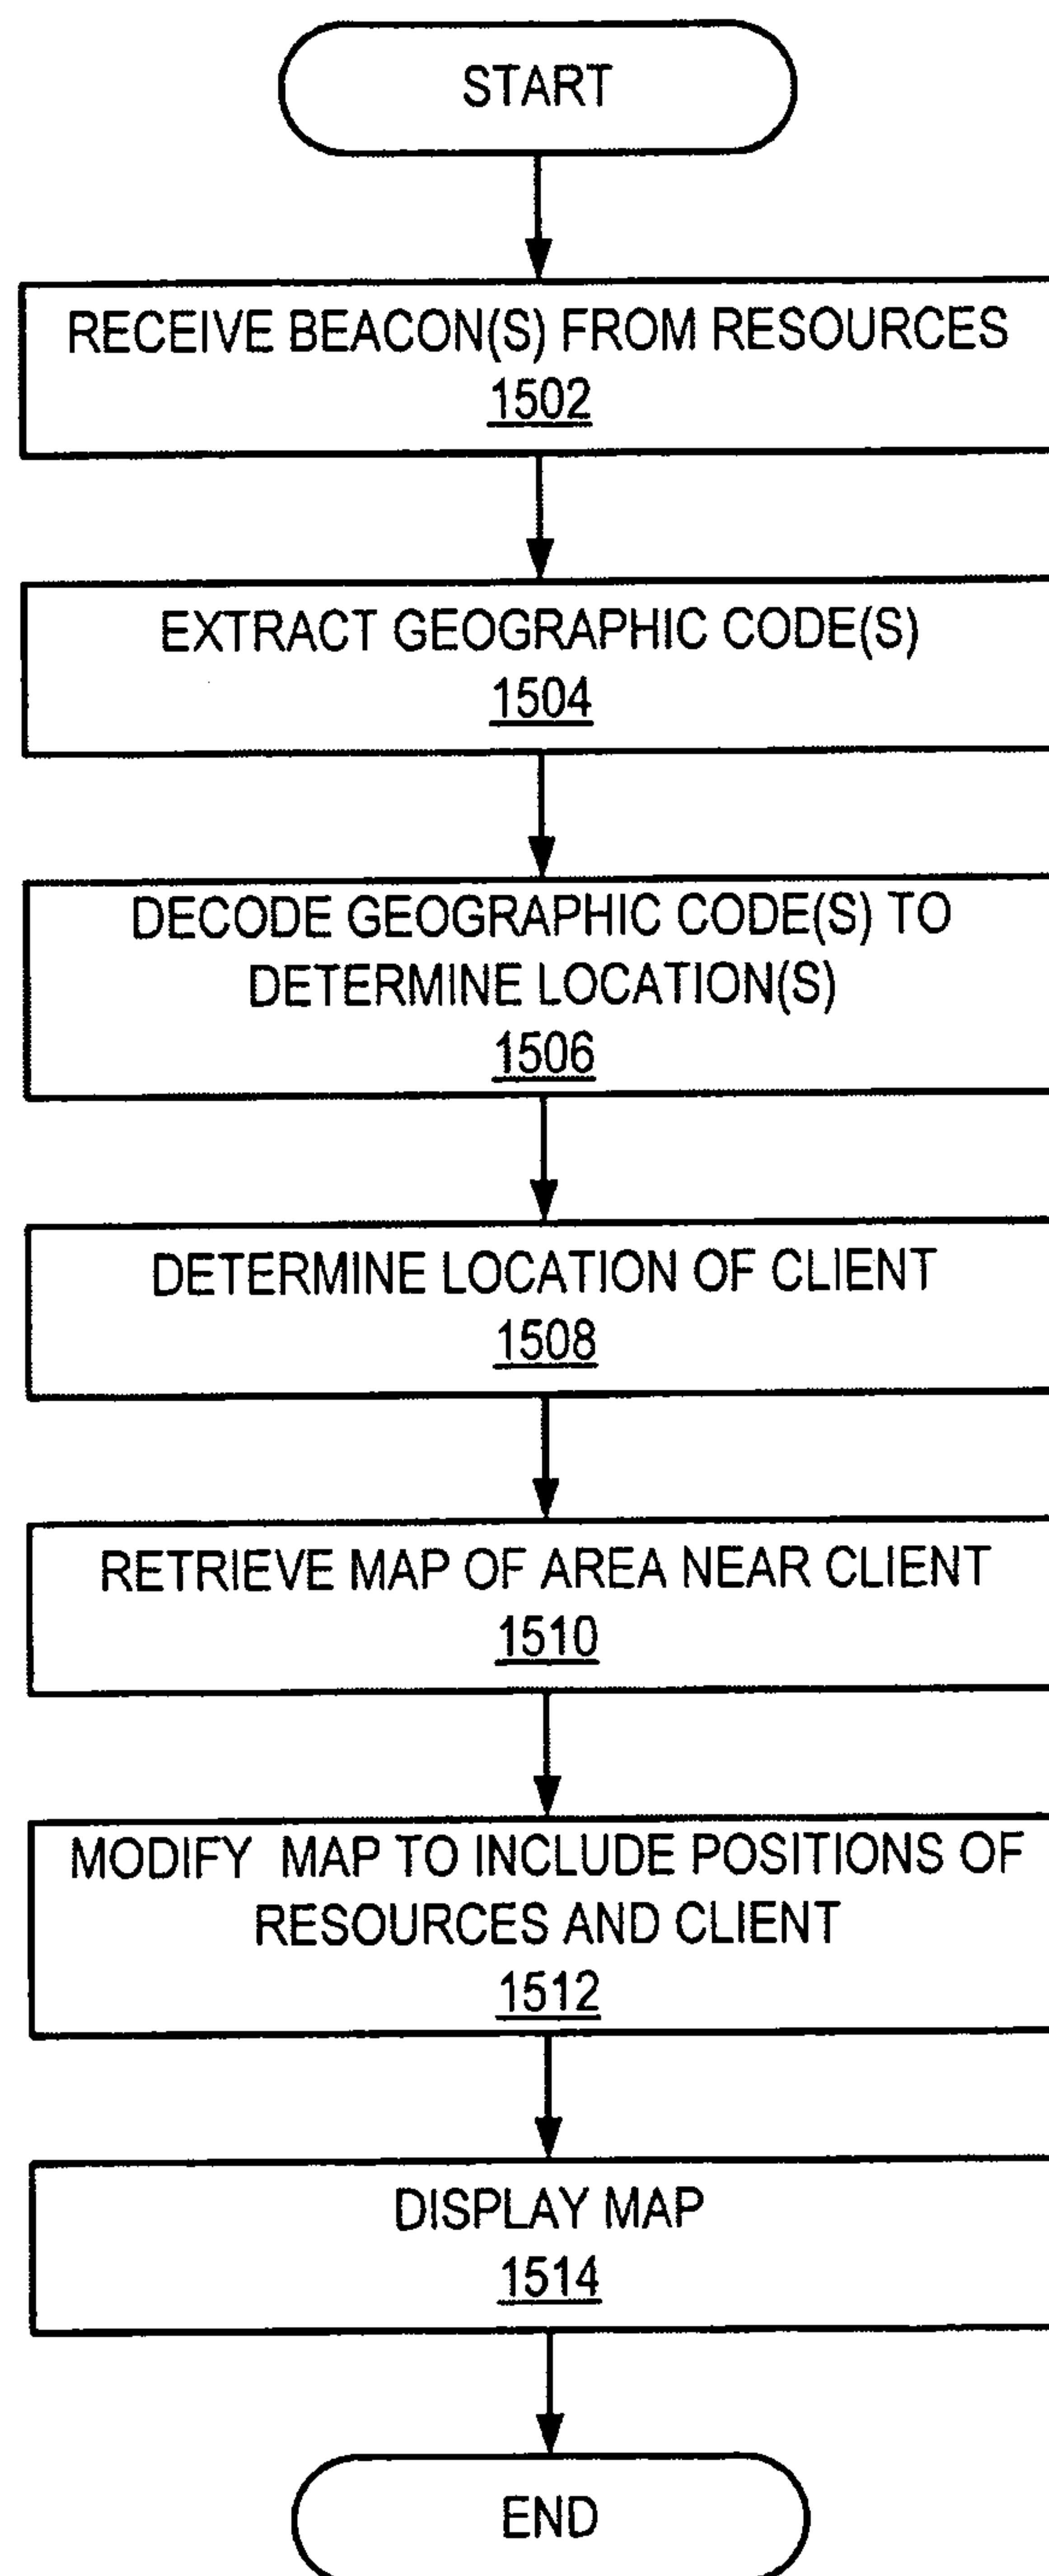 START
RECEIVE BEACON(S) FROM RESOURCES
1502
EXTRACT GEOGRAPHIC CODE(S)
1504
DECODE GEOGRAPHIC CODE(S) TO
DETERMINE LOCATION(S)
1506
DETERMINE LOCATION OF CLIENT
1508
RETRIEVE MAP OF AREA NEAR CLIENT
1510
MODIFY MAP TO INCLUDE POSITIONS OF
RESOURCES AND CLIENT
1512
DISPLAY MAP
1514
END